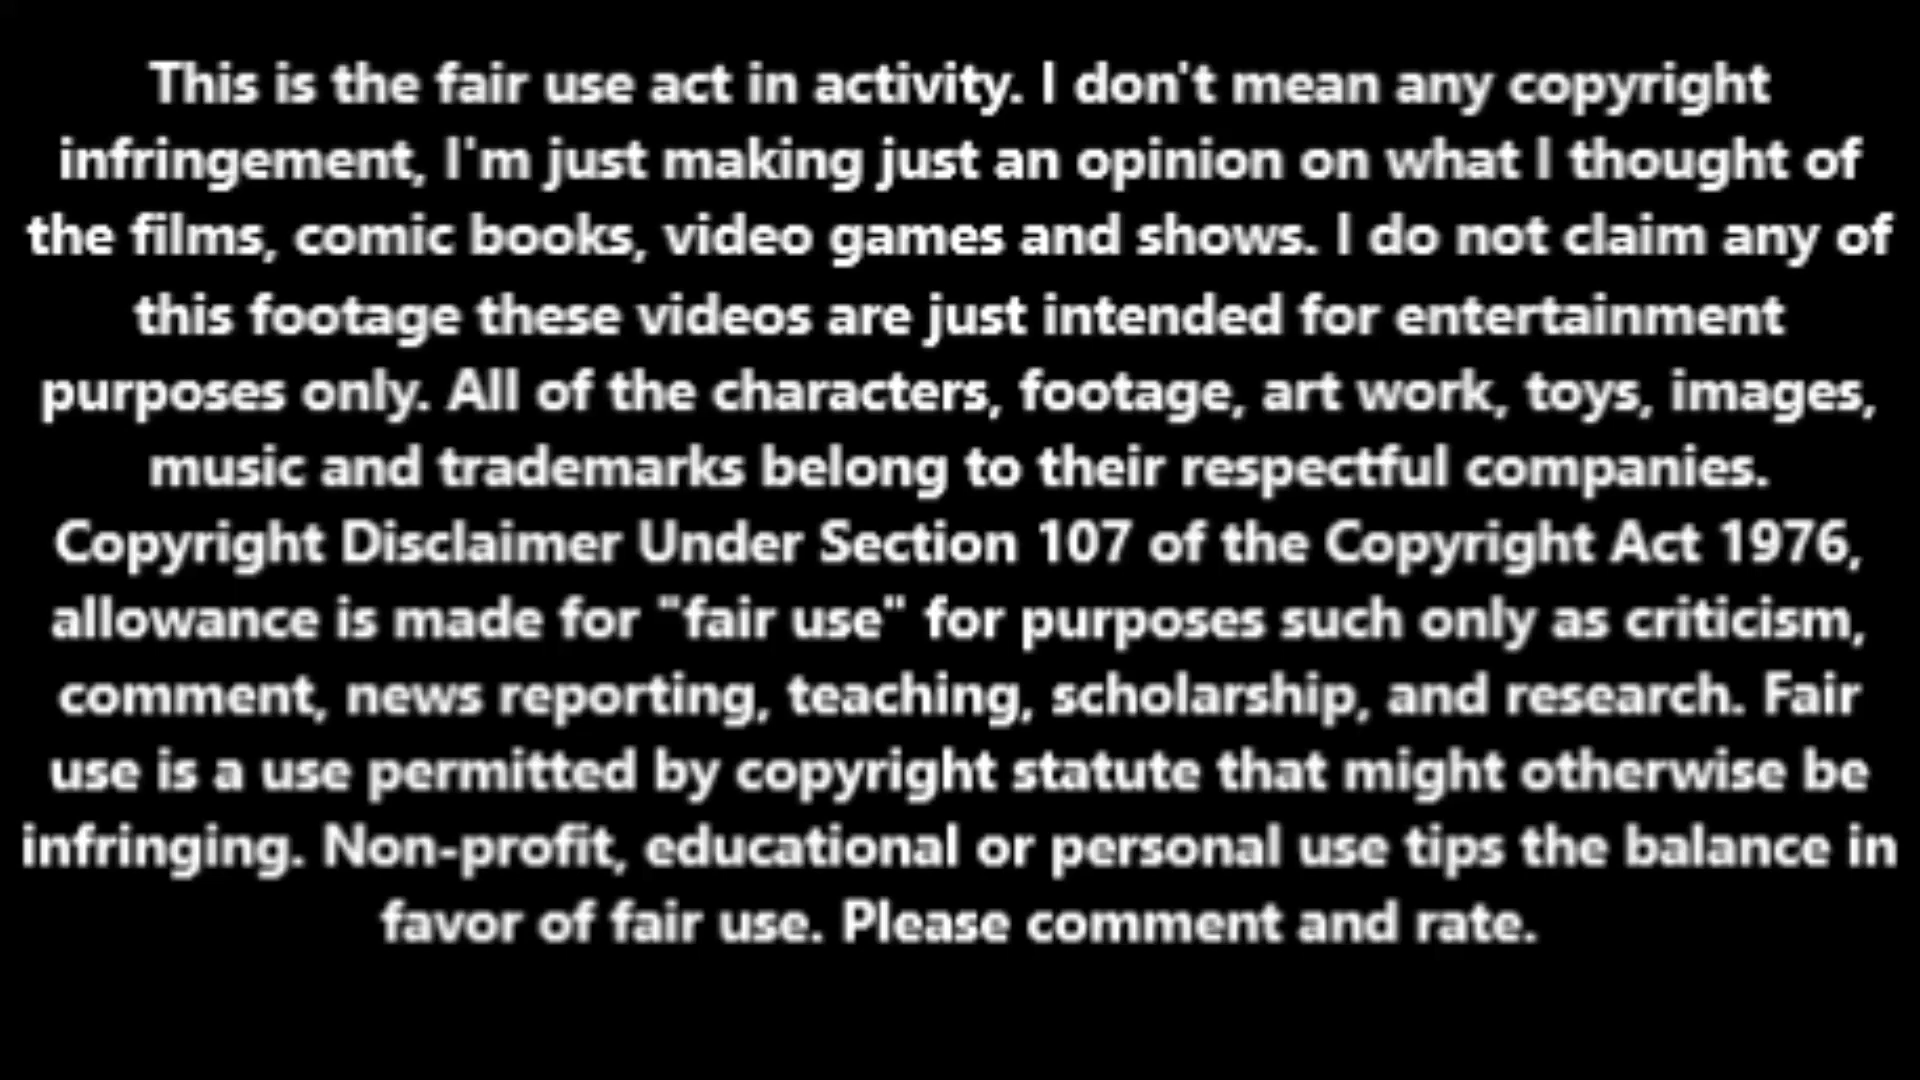 This is the fair use act in activity. I don't mean any copyright
infringement, I'm just making just an opinion on what I thought of
the films, comic books, video games and shows. I do not claim any of
this footage these videos are just intended for entertainment
purposes only. All of the characters, footage, art work, toys, images,
music and trademarks belong to their respectful companies.
Copyright Disclaimer Under Section 107 of the Copyright Act 1976,
allowance is made for "fair use" for purposes such only as criticism,
comment, news reporting, teaching, scholarship, and research. Fair
use is a use permitted by copyright statute that might otherwise be
infringing. Non-profit, educational or personal use tips the balance in
favor of fair use. Please comment and rate.